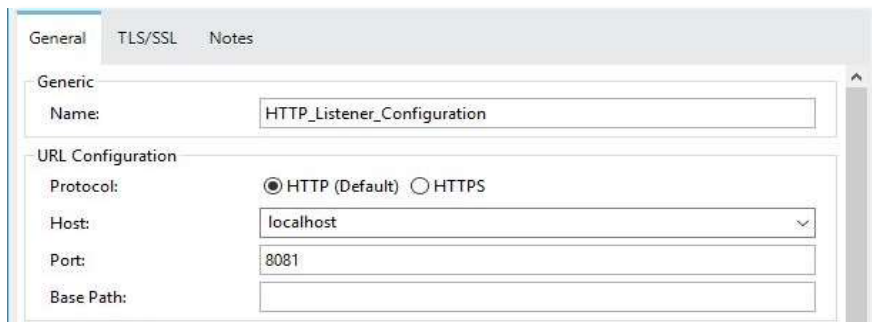 General TLS/SSL Notes
Generic
Name: HTTP_Listener_Configuration
URL Configuration
Protocol: HTTP (Default) HTTPS
Host: localhost
Port: 8081
Base Path: